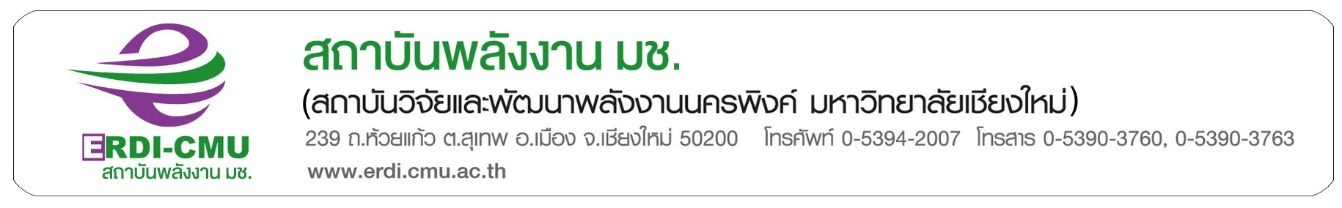 ERDI-CMU
สถาบันพลังงาน มช.
สถาบันพลังงาน มช.
(สถาบันวิจัยและพัฒนาพลังงานนครพิงค์ มหาวิทยาลัยเชียงใหม่)
239 ถ.ห้วยแก้ว ต.สุเทพ อ.เมือง จ.เชียงใหม่ 50200 โทรศัพท์ 0-5394-2007 โทรสาร 0-5390-3760, 0-5390-3763
www.erdi.cmu.ac.th